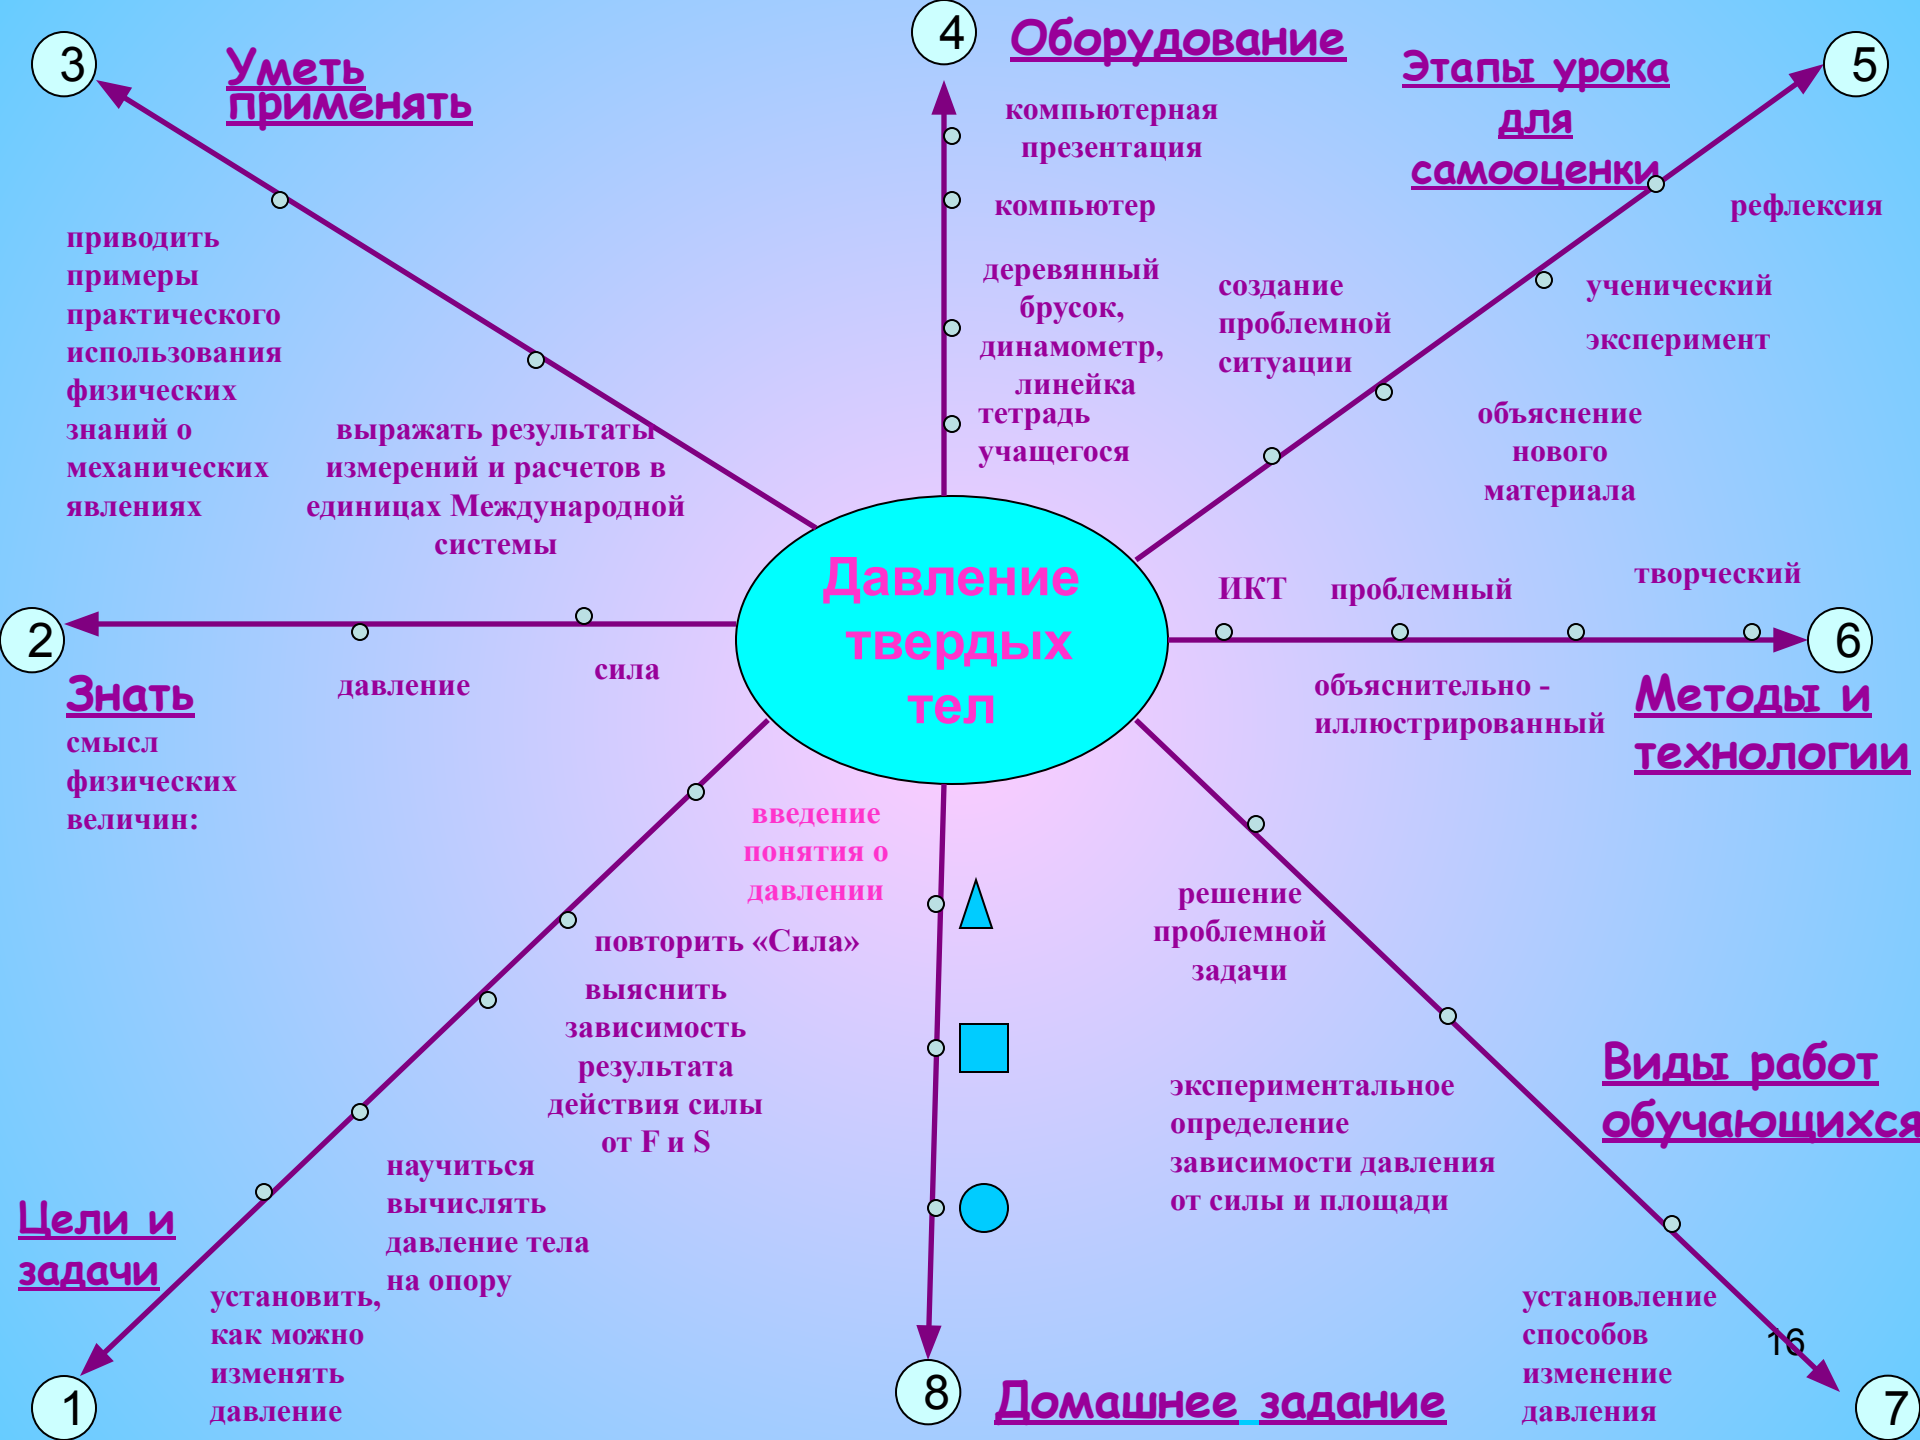 3
Уметь
применять
приводить
примеры
практического
использования
физических
знаний о
механических
явлениях
выражать результаты
измерений и расчетов в
единицах Международной
системы
4
Оборудование
компьютерная
презентация
компьютер
деревянный
брусок,
динамометр,
линейка
тетрадь
учащегося
5
Этапы урока
для
самооценки
рефлексия
ученический
эксперимент
создание
проблемной
ситуации
объяснение
нового
материала
Давление
твердых
тел
2
Знать
смысл
физических
величин:
давление
сила
6
ИКТ
проблемный
творческий
объяснительно -
иллюстрированный
Методы и
технологии
введение
понятия о
давлении
повторить «Сила»
выяснить
зависимость
результата
действия силы
от F и S
научиться
вычислять
давление тела
на опору
установить,
как можно
изменять
давление
Цели и
задачи
1
8
Домашнее задание
решение
проблемной
задачи
экспериментальное
определение
зависимости давления
от силы и площади
Виды работ
обучающихся
установление
способов
изменение
давления
16
7